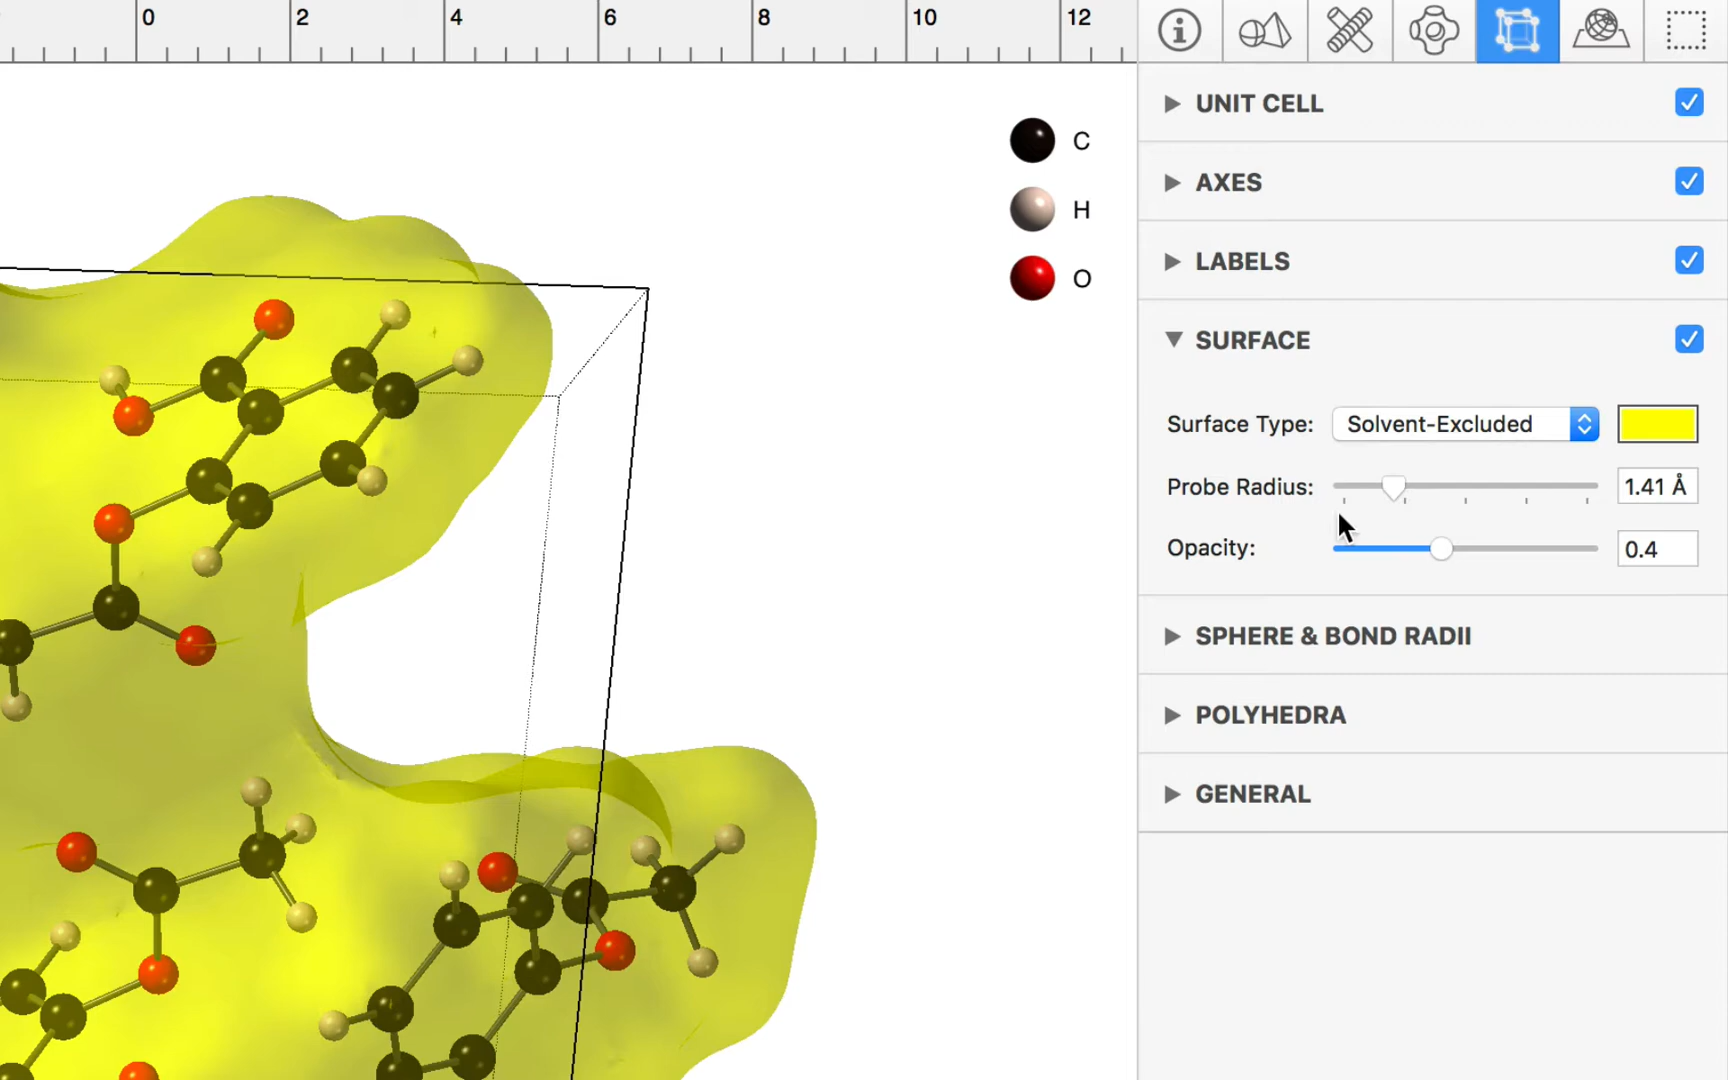 0 2 4 6 8 10 12
C
H
O
UNIT CELL
AXES
LABELS
SURFACE
Surface Type: Solvent-Excluded
Probe Radius: 1.41 Å
Opacity: 0.4
SPHERE & BOND RADII
POLYHEDRA
GENERAL